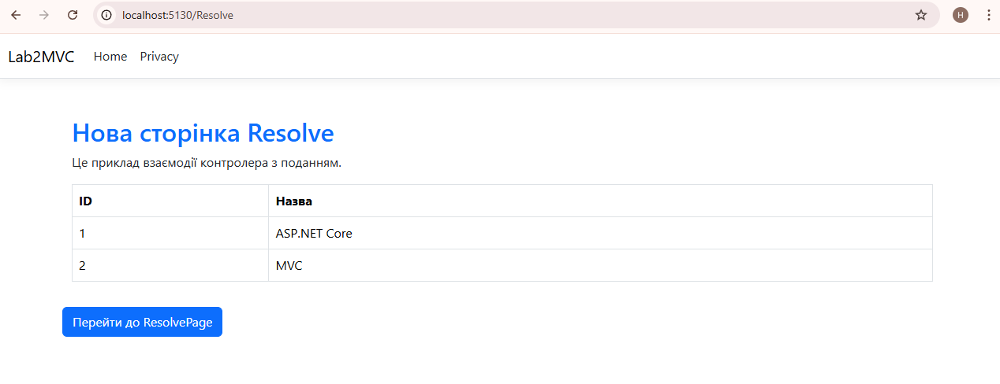 localhost:5130/Resolve
H
Lab2MVC Home Privacy
Нова сторінка Resolve
Це приклад взаємодії контролера з поданням.
ID Назва
1 ASP.NET Core
2 MVC
Перейти до ResolvePage